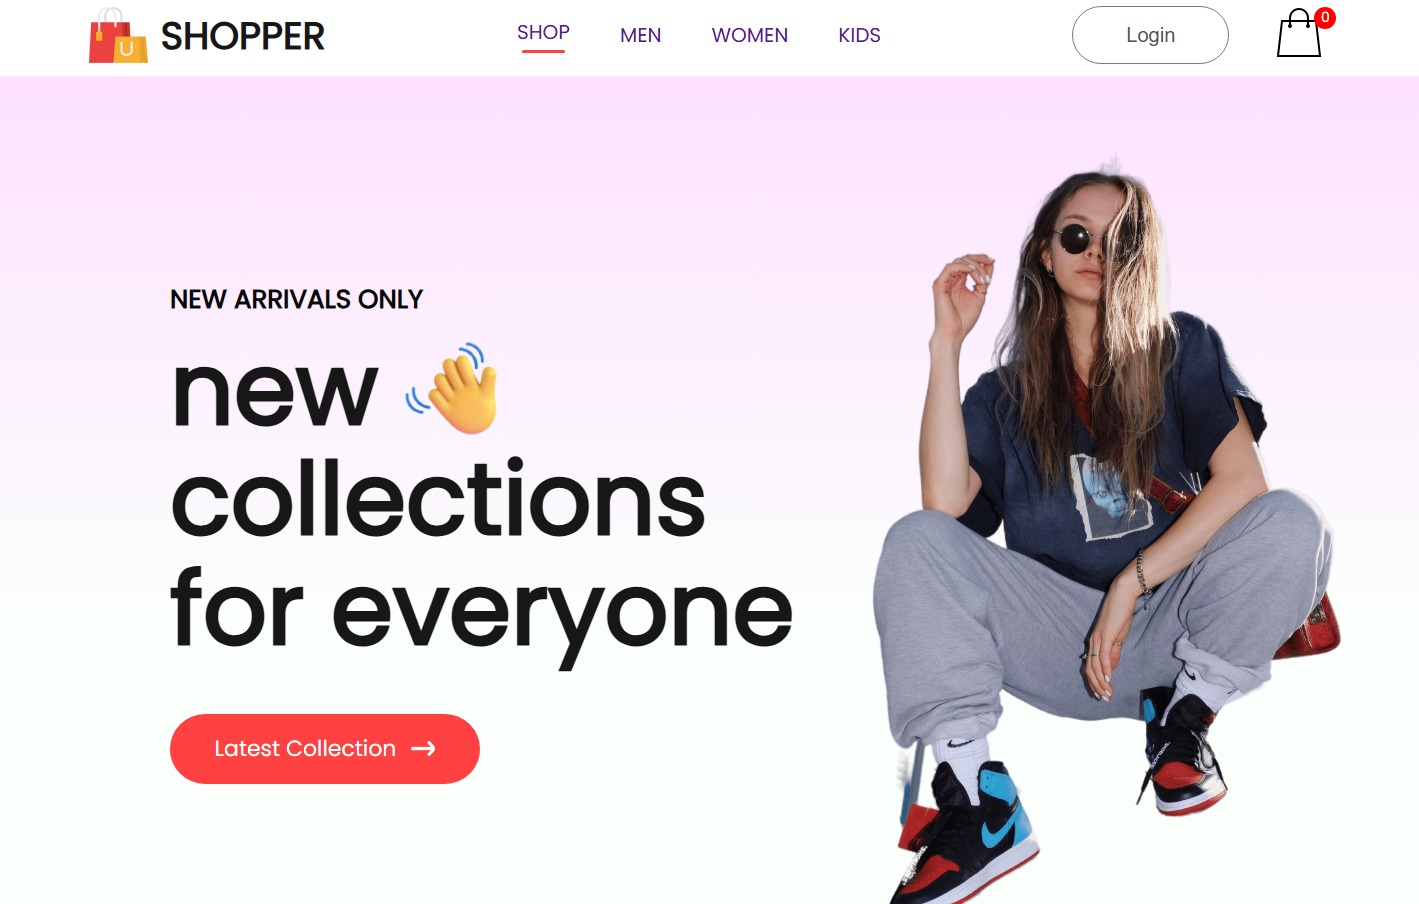 U SHOPPER
SHOP MEN WOMEN KIDS
Login
0
NEW ARRIVALS ONLY
new
collections
for everyone
Latest Collection